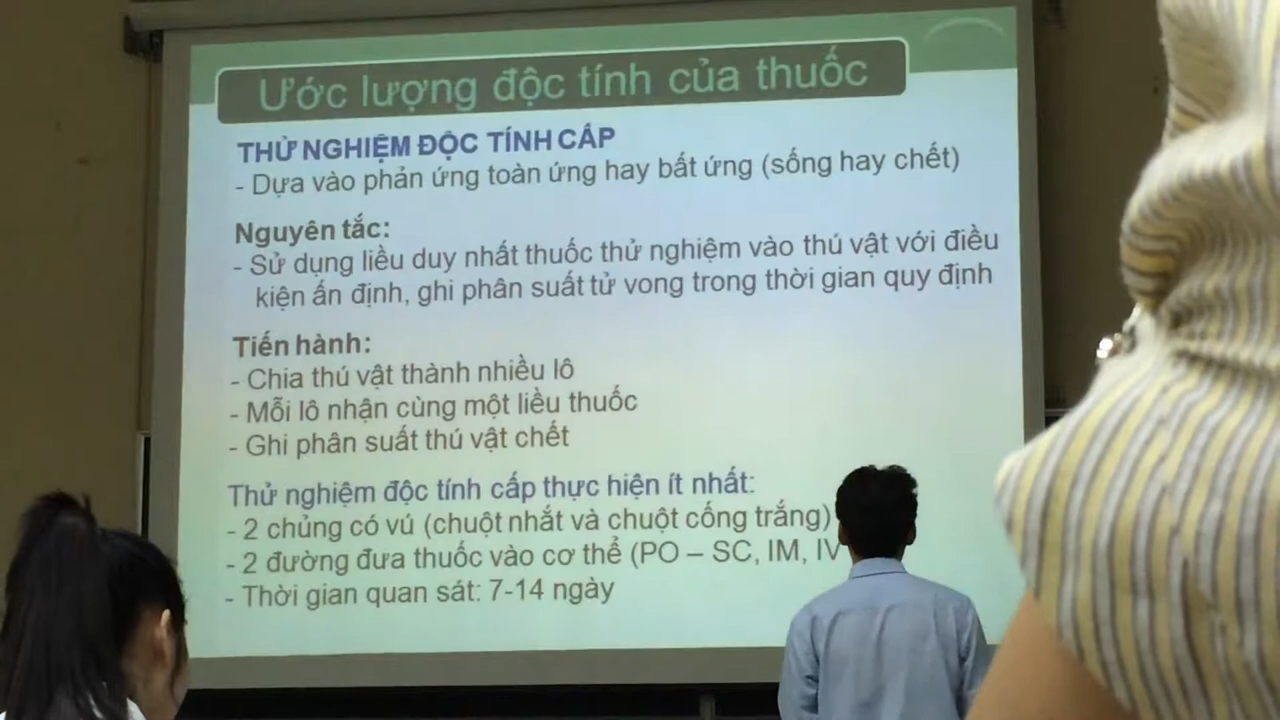 Ước lượng độc tính của thuốc
THỬ NGHIỆM ĐỘC TÍNH CẤP
- Dựa vào phản ứng toàn ứng hay bất ứng (sống hay chết)
Nguyên tắc:
- Sử dụng liều duy nhất thuốc thử nghiệm vào thú vật với điều
kiện ấn định, ghi phân suất tử vong trong thời gian quy định
Tiến hành:
- Chia thú vật thành nhiều lô
- Mỗi lô nhận cùng một liều thuốc
- Ghi phân suất thú vật chết
Thử nghiệm độc tính cấp thực hiện ít nhất:
- 2 chủng có vú (chuột nhắt và chuột cống trắng)
- 2 đường đưa thuốc vào cơ thể (PO – SC, IM, IV
- Thời gian quan sát: 7-14 ngày